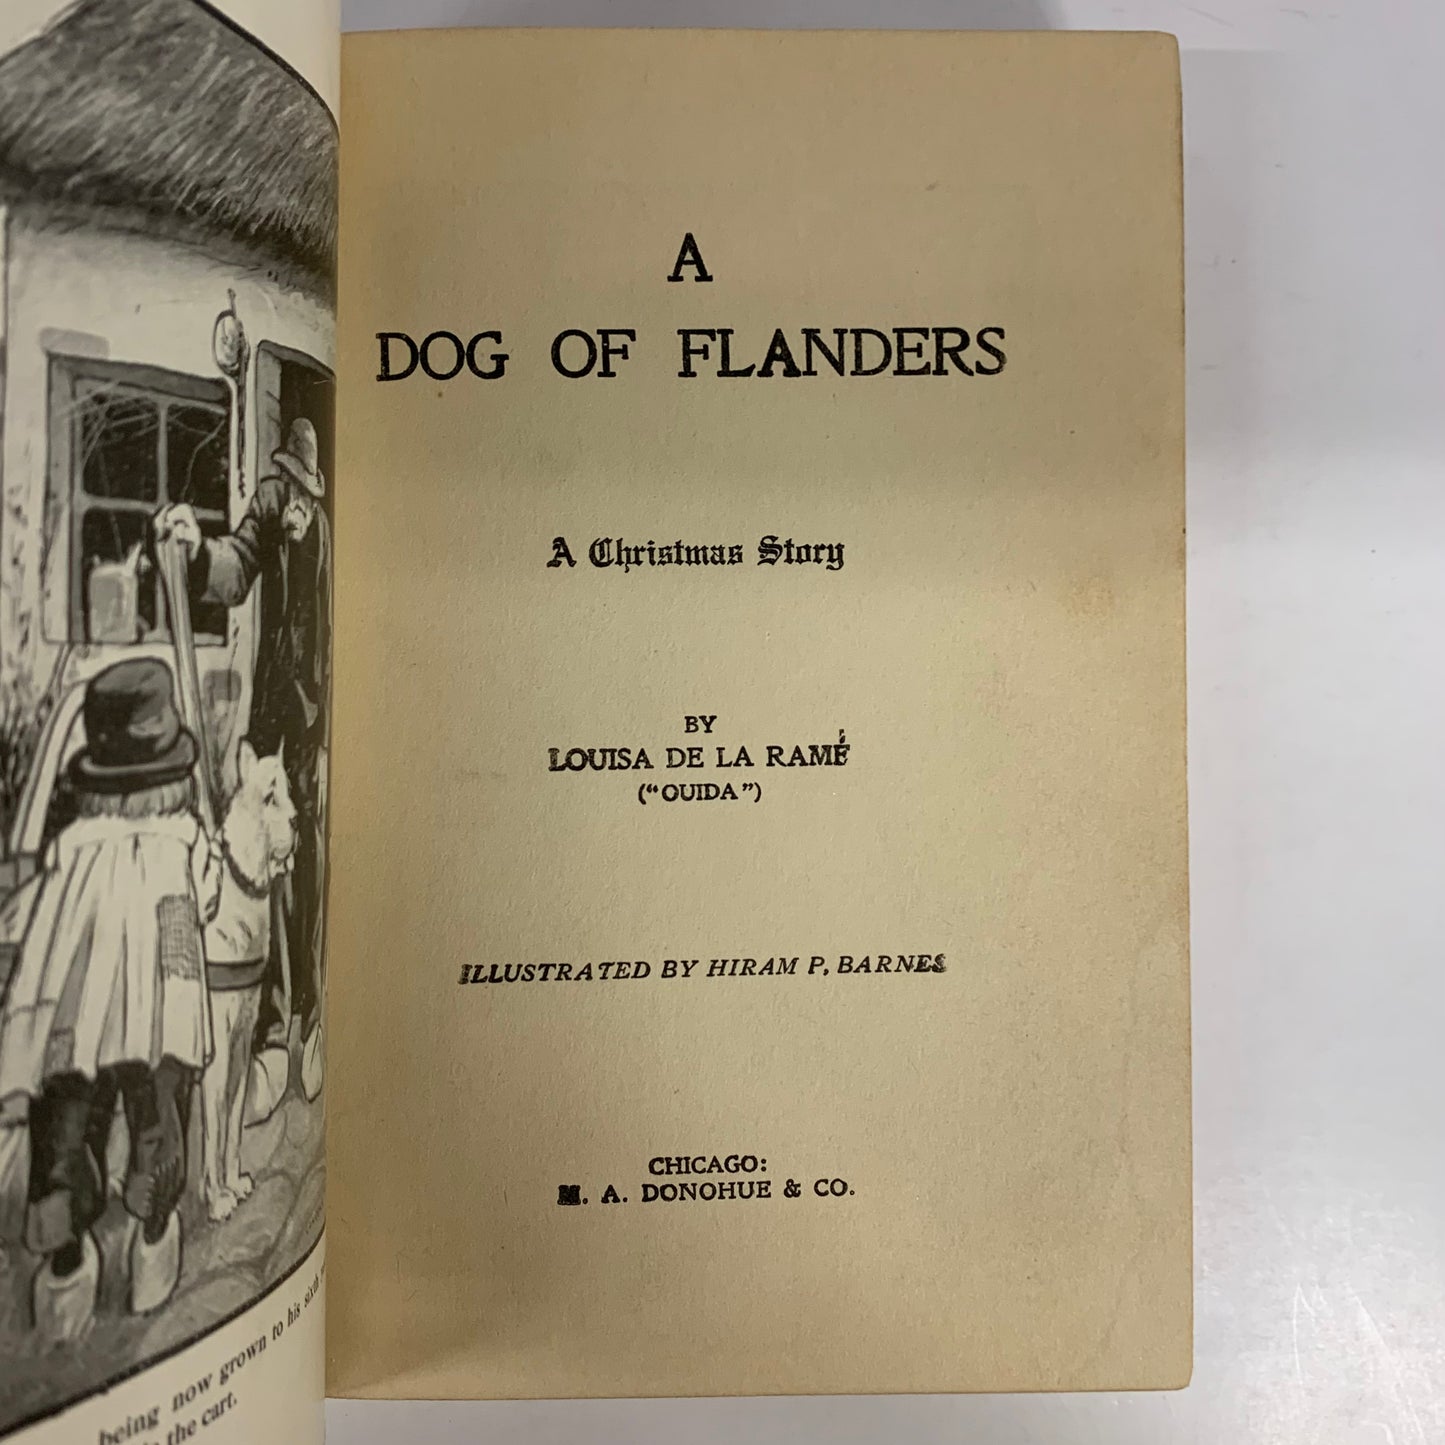 A
DOG OF FLANDERS
A Christmas Story
BY
LOUISA DE LA RAMÉ
("OUIDA")
ILLUSTRATED BY HIRAM P. BARNES
CHICAGO:
M. A. DONOHUE & CO.
being now grown to his sixth
the cart.